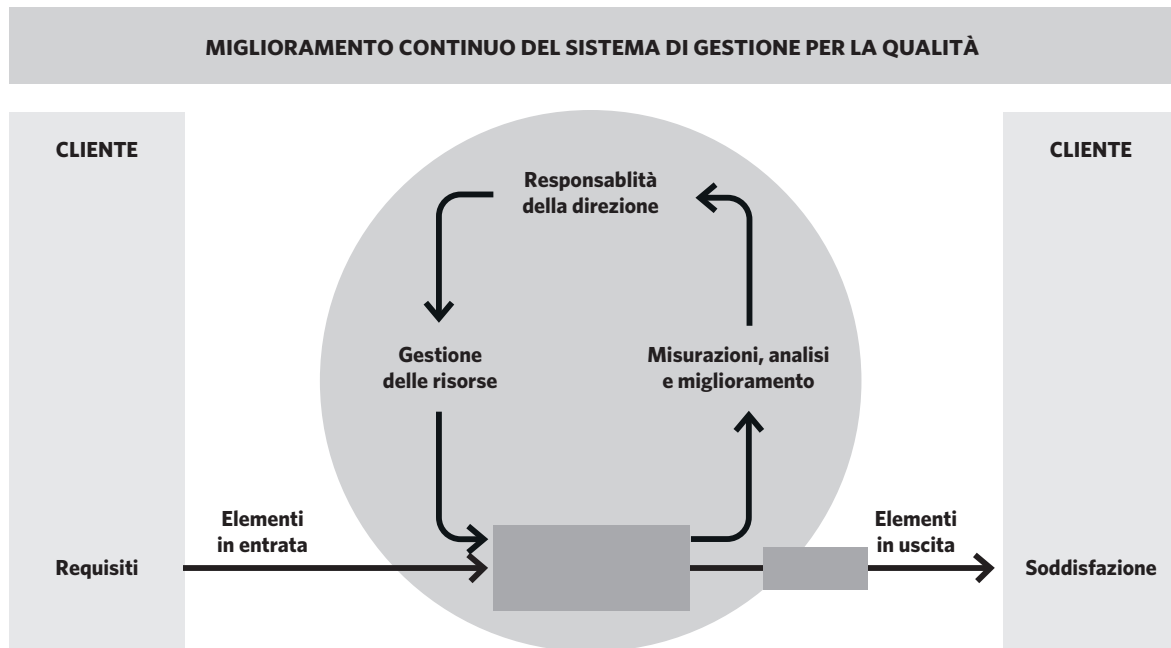 MIGLIORAMENTO CONTINUO DEL SISTEMA DI GESTIONE PER LA QUALITÀ
CLIENTE
CLIENTE
Responsablità
della direzione
Gestione
delle risorse
Misurazioni, analisi
e miglioramento
Elementi
in entrata
Elementi
in uscita
Requisiti
Soddisfazione